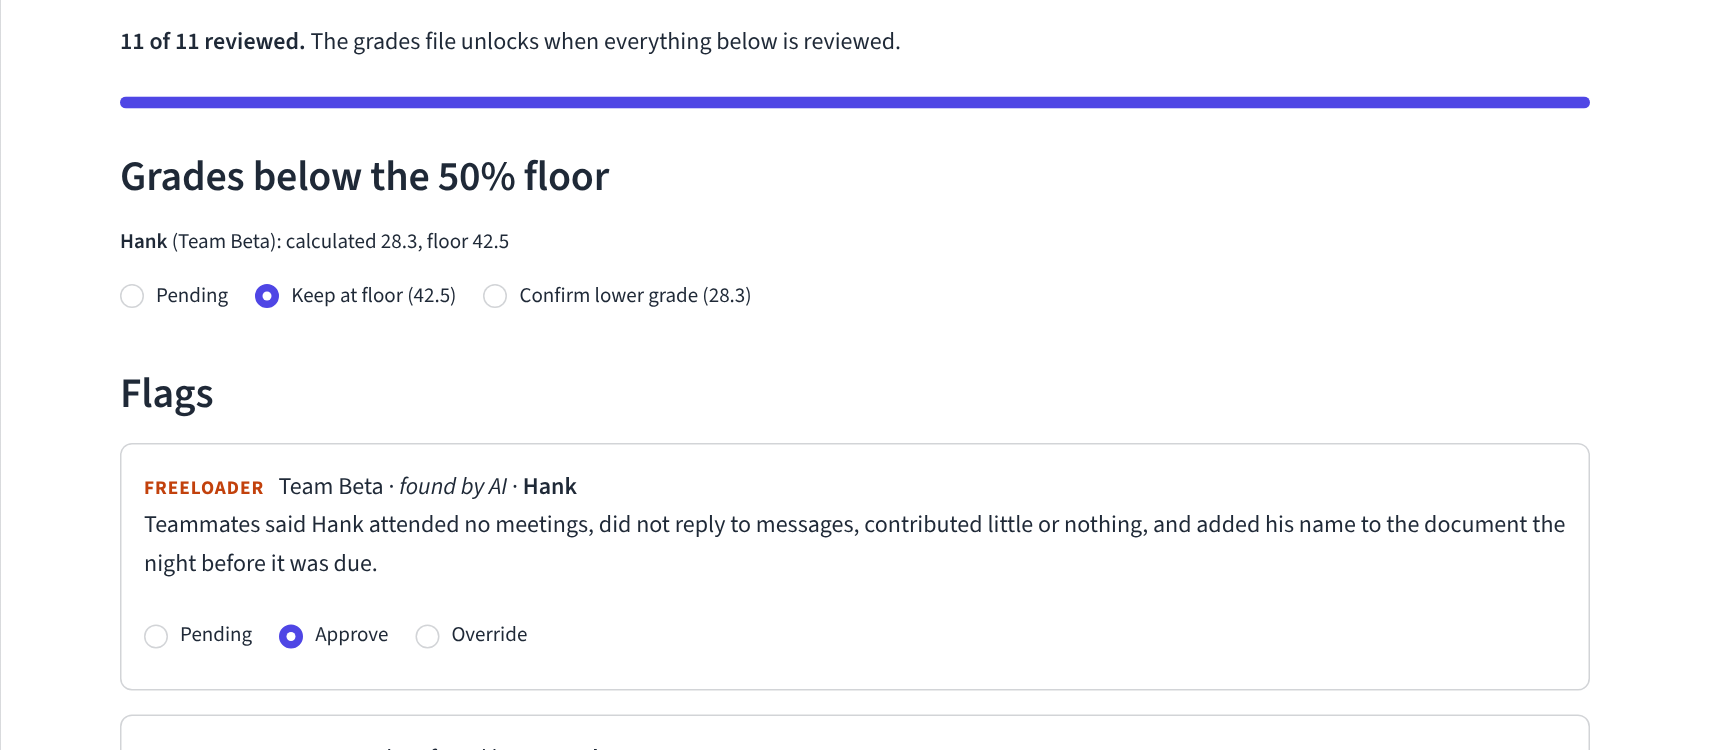 11 of 11 reviewed. The grades file unlocks when everything below is reviewed.
Grades below the 50% floor
Hank (Team Beta): calculated 28.3, floor 42.5
Pending Keep at floor (42.5) Confirm lower grade (28.3)
Flags
FREELOADER Team Beta · found by AI · Hank
Teammates said Hank attended no meetings, did not reply to messages, contributed little or nothing, and added his name to the document the
night before it was due.
Pending Approve Override